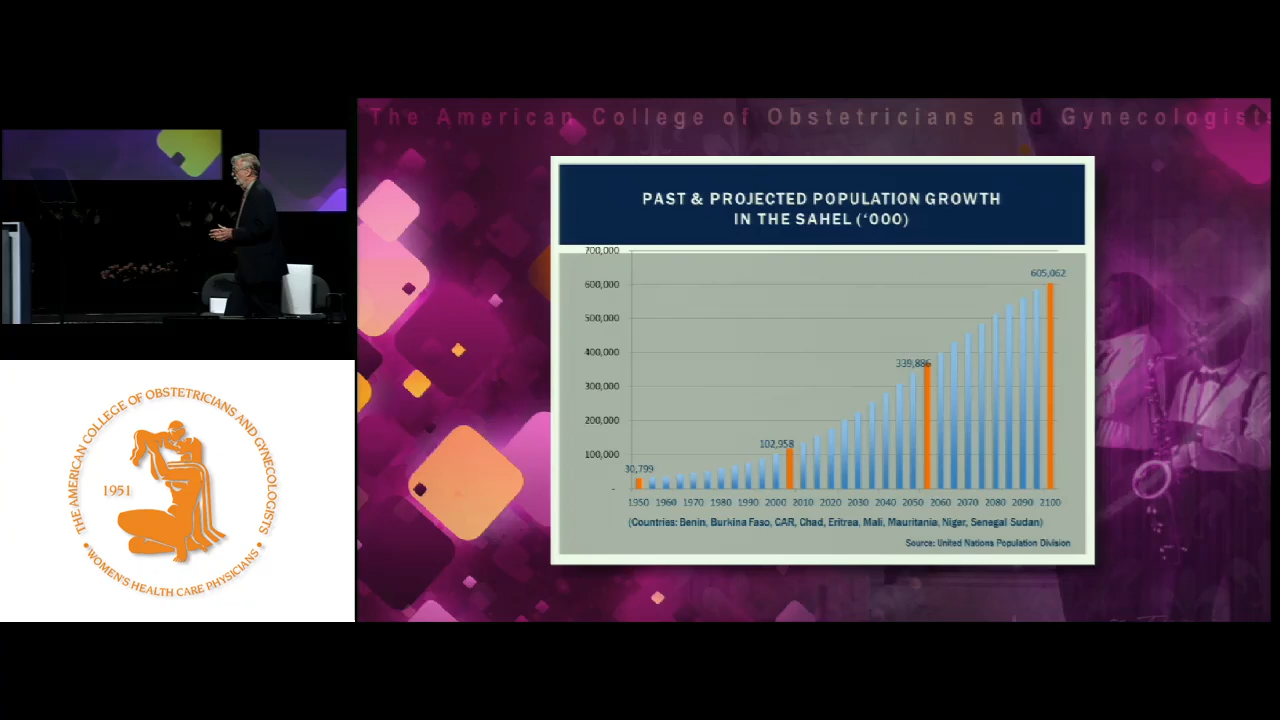 The American College of Obstetricians and Gynecologists
PAST & PROJECTED POPULATION GROWTH
IN THE SAHEL (‘000)
700,000
600,000
500,000
400,000
300,000
200,000
100,000
-
30,799
102,958
339,886
605,062
1950 1960 1970 1980 1990 2000 2010 2020 2030 2040 2050 2060 2070 2080 2090 2100
(Countries: Benin, Burkina Faso, CAR, Chad, Eritrea, Mali, Mauritania, Niger, Senegal Sudan)
Source: United Nations Population Division
THE AMERICAN COLLEGE OF OBSTETRICIANS AND GYNECOLOGISTS
1951
• WOMEN'S HEALTH CARE PHYSICIANS •